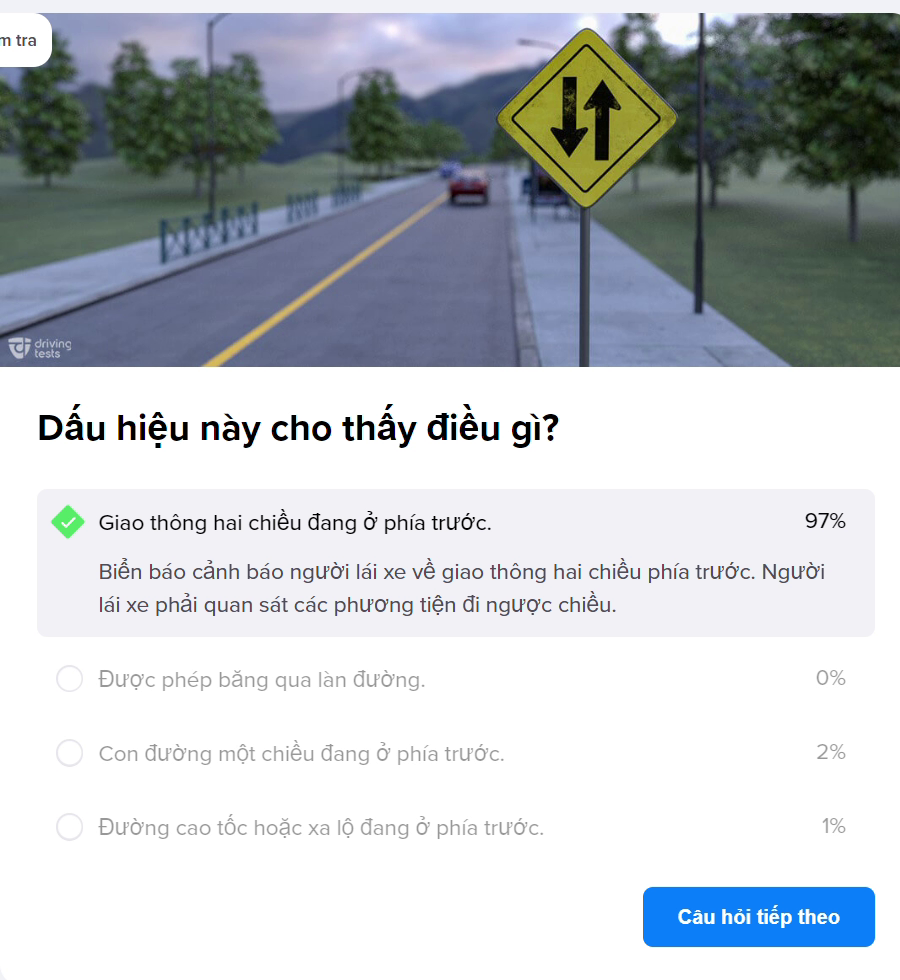 m tra
driving
tests
Dấu hiệu này cho thấy điều gì?
Giao thông hai chiều đang ở phía trước. 97%
Biển báo cảnh báo người lái xe về giao thông hai chiều phía trước. Người
lái xe phải quan sát các phương tiện đi ngược chiều.
Được phép băng qua làn đường. 0%
Con đường một chiều đang ở phía trước. 2%
Đường cao tốc hoặc xa lộ đang ở phía trước. 1%
Câu hỏi tiếp theo